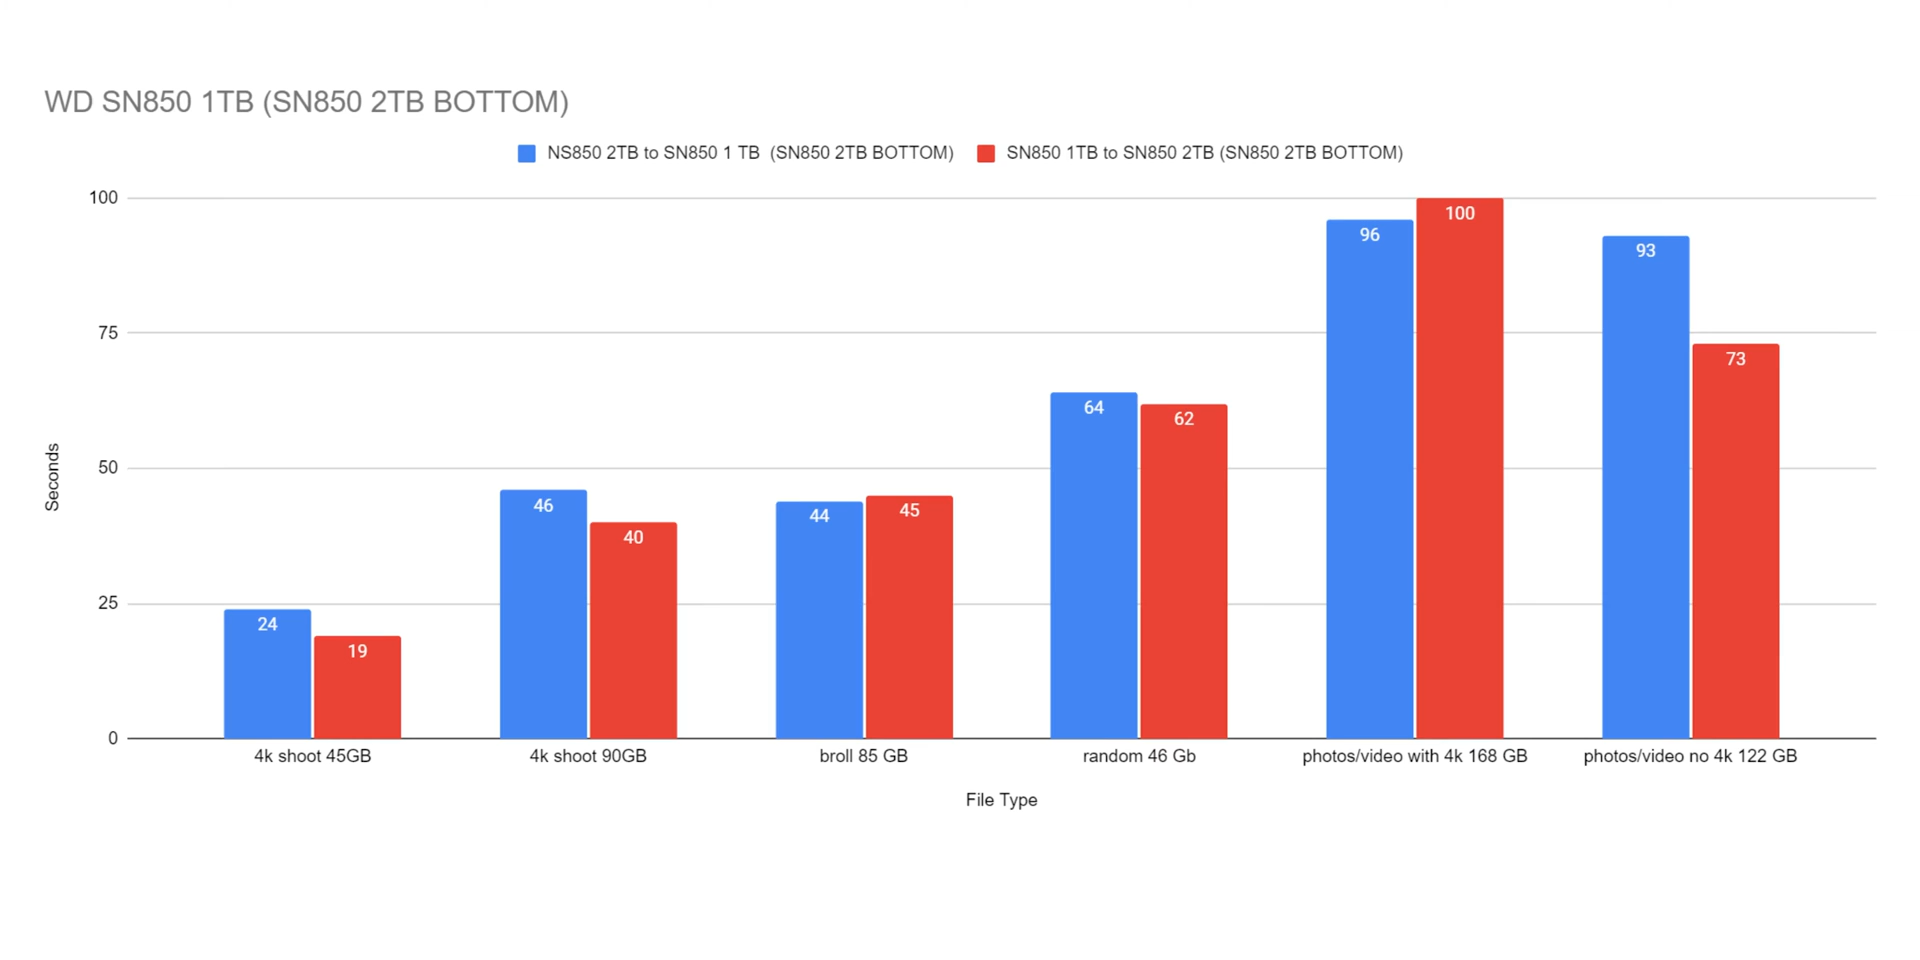 WD SN850 1TB (SN850 2TB BOTTOM)
NS850 2TB to SN850 1 TB  (SN850 2TB BOTTOM)
SN850 1TB to SN850 2TB (SN850 2TB BOTTOM)
100
75
50
25
0
Seconds
24
19
46
40
44
45
64
62
96
100
93
73
4k shoot 45GB
4k shoot 90GB
broll 85 GB
random 46 Gb
photos/video with 4k 168 GB
photos/video no 4k 122 GB
File Type